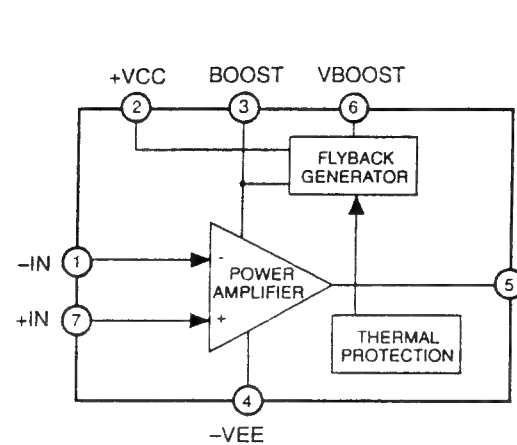 +VCC BOOST VBOOST
2 3 6
FLYBACK
GENERATOR
-IN 1 -
POWER
AMPLIFIER
5
+IN 7 +
THERMAL
PROTECTION
4
-VEE